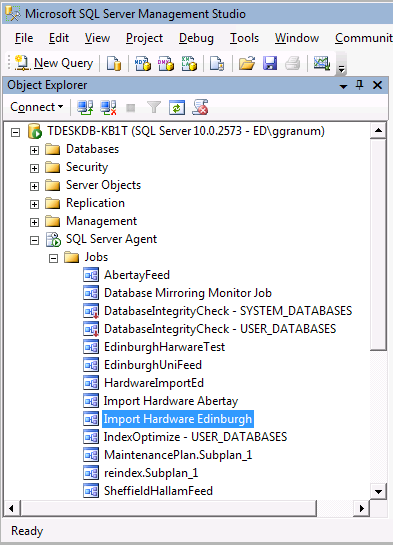 Microsoft SQL Server Management Studio
File Edit View Project Debug Tools Window Communit
New Query MDX DMX
Object Explorer
Connect
TDESKDB-KB1T (SQL Server 10.0.2573 - ED\ggranum)
Databases
Security
Server Objects
Replication
Management
SQL Server Agent
Jobs
AbertayFeed
Database Mirroring Monitor Job
DatabaseIntegrityCheck - SYSTEM_DATABASES
DatabaseIntegrityCheck - USER_DATABASES
EdinburghHarwareTest
EdinburghUniFeed
HardwareImportEd
Import Hardware Abertay
Import Hardware Edinburgh
IndexOptimize - USER_DATABASES
MaintenancePlan.Subplan_1
reindex.Subplan_1
SheffieldHallamFeed
Ready